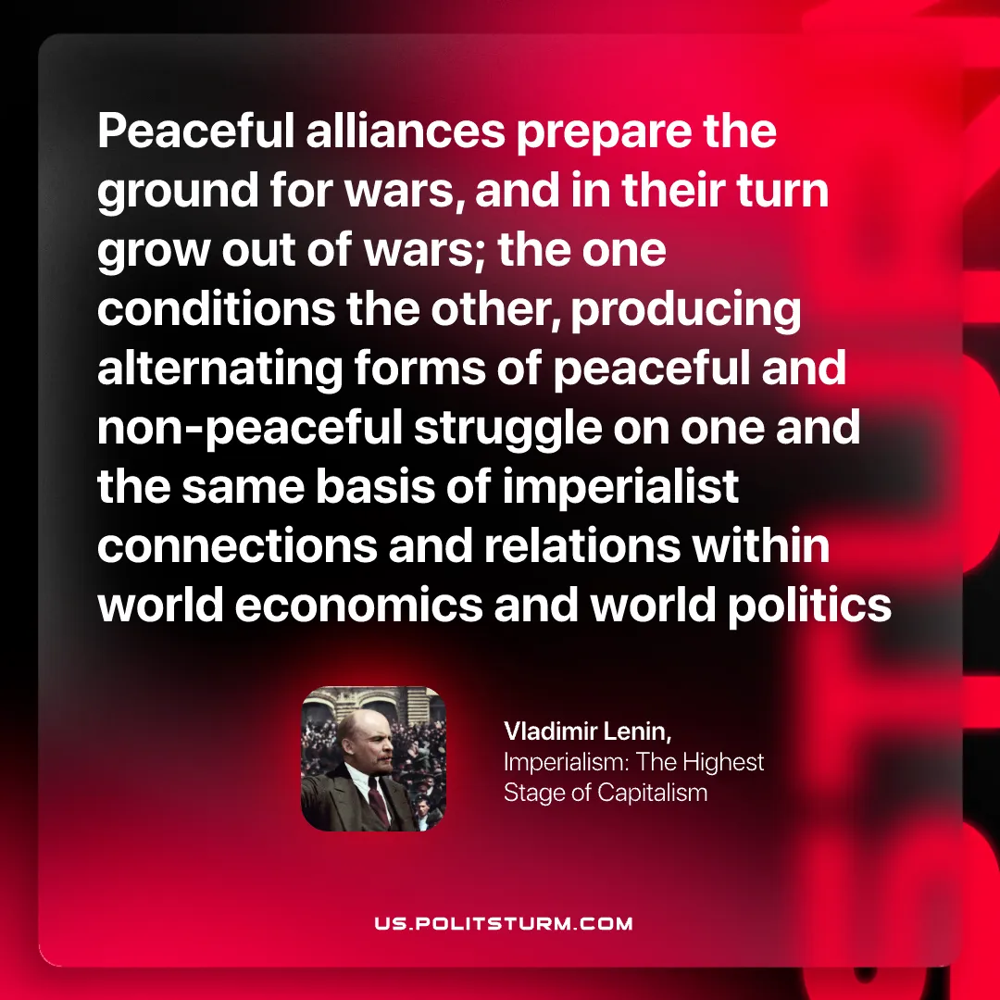 Peaceful alliances prepare the
ground for wars, and in their turn
grow out of wars; the one
conditions the other, producing
alternating forms of peaceful and
non-peaceful struggle on one and
the same basis of imperialist
connections and relations within
world economics and world politics
Vladimir Lenin,
Imperialism: The Highest
Stage of Capitalism
US.POLITSTURM.COM